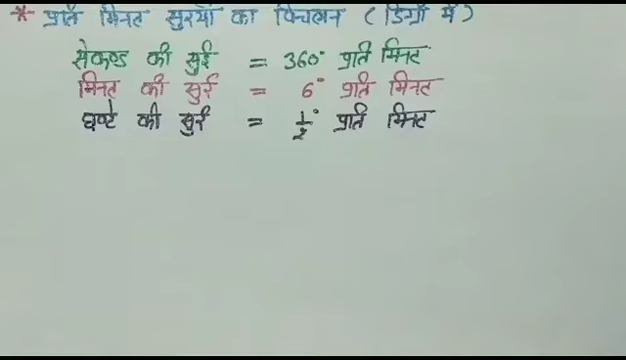 * प्रति मिनट सुइयों का विचलन (डिग्री में)
सेकण्ड की सुई = 360° प्रति मिनट
मिनट की सुई = 6° प्रति मिनट
घण्टे की सुई = 1/2° प्रति मिनट